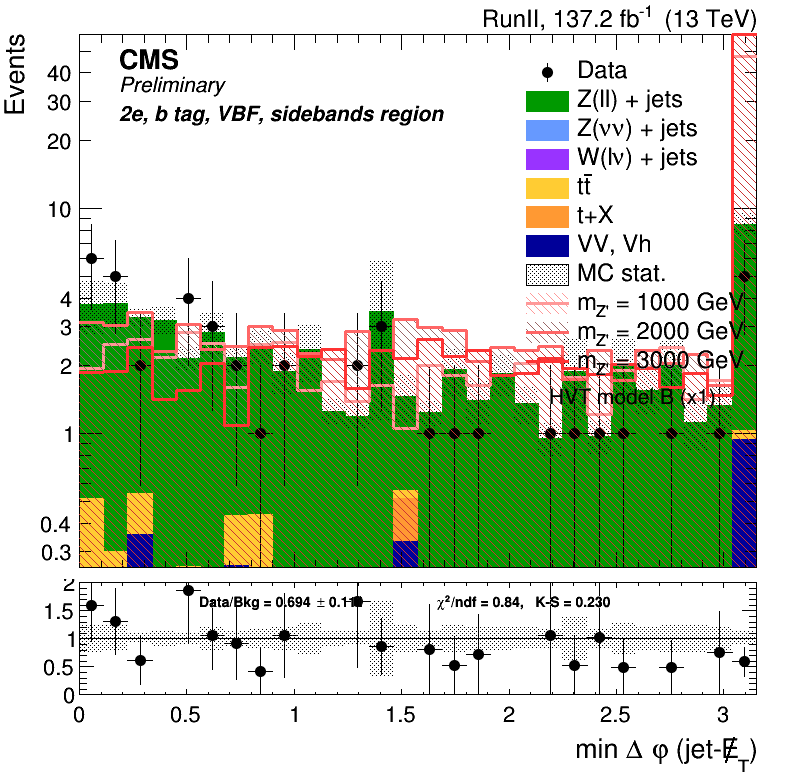 RunII, 137.2 fb⁻¹ (13 TeV)
Events
CMS
Preliminary
2e, b tag, VBF, sidebands region
Data
Z(ll) + jets
Z(νν) + jets
W(lν) + jets
tt̄
t+X
VV, Vh
MC stat.
m_Z' = 1000 GeV
m_Z' = 2000 GeV
m_Z' = 3000 GeV
HVT model B (x1)
40
30
20
10
4
3
2
1
0.4
0.3
Data/Bkg = 0.694 ± 0.11
χ²/ndf = 0.84, K-S = 0.230
2
1.5
1
0.5
0
0 0.5 1 1.5 2 2.5 3
min Δ φ (jet-E̸_T)